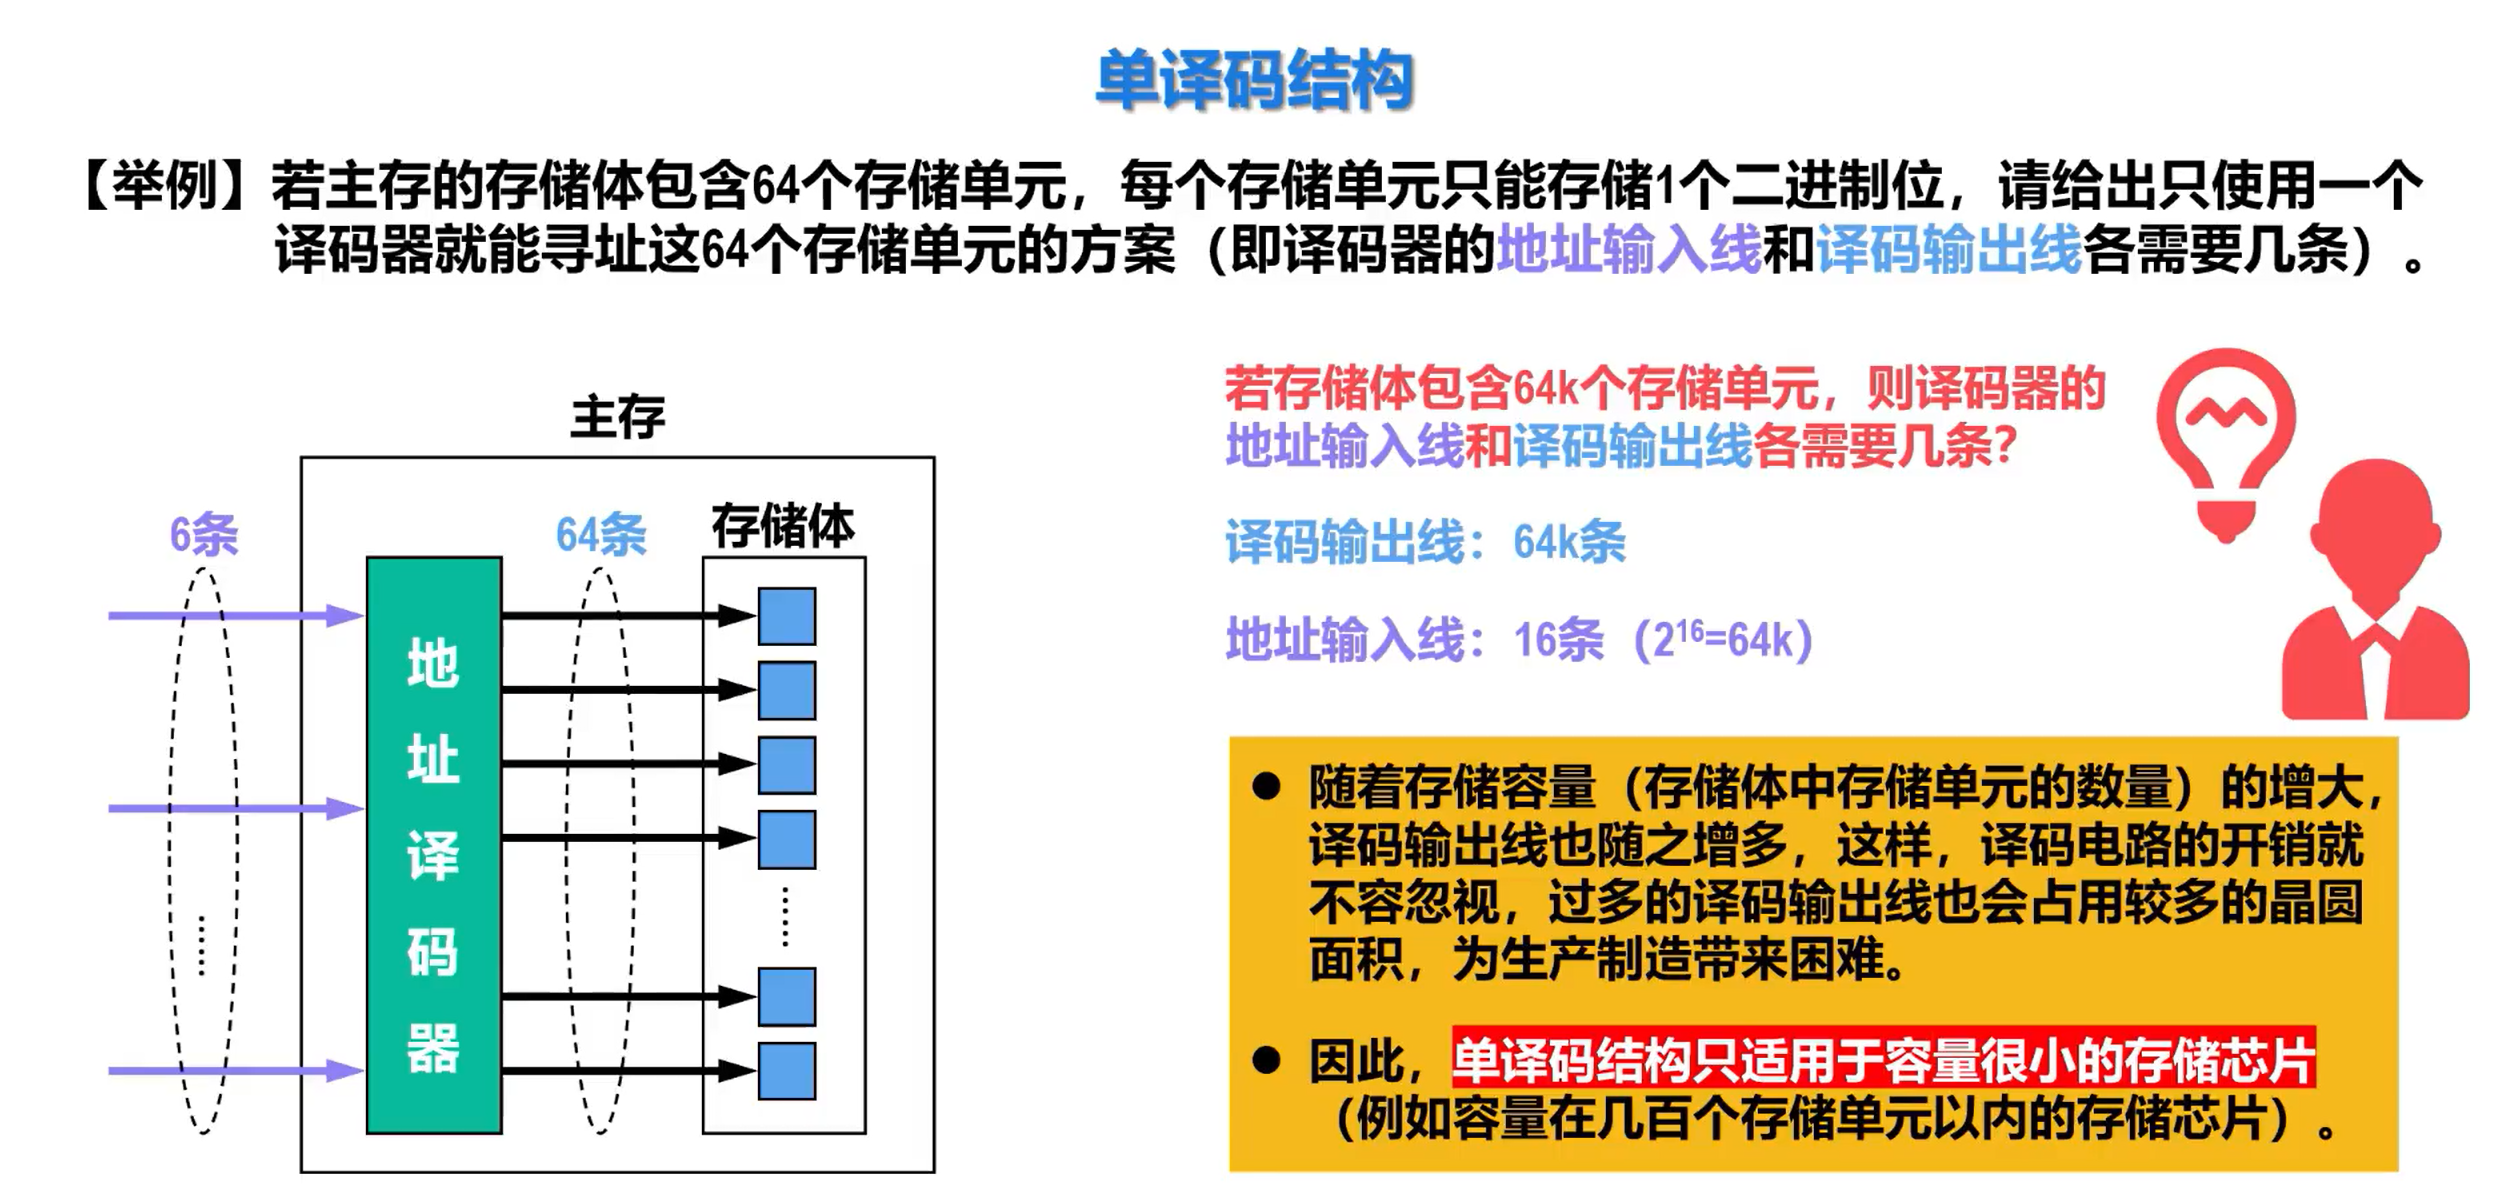 单译码结构
【举例】若主存的存储体包含64个存储单元，每个存储单元只能存储1个二进制位，请给出只使用一个
译码器就能寻址这64个存储单元的方案（即译码器的地址输入线和译码输出线各需要几条）。
主存
6条
64条
存储体
地
址
译
码
器
若存储体包含64k个存储单元，则译码器的
地址输入线和译码输出线各需要几条？
译码输出线：64k条
地址输入线：16条（2¹⁶=64k）
● 随着存储容量（存储体中存储单元的数量）的增大，
译码输出线也随之增多，这样，译码电路的开销就
不容忽视，过多的译码输出线也会占用较多的晶圆
面积，为生产制造带来困难。
● 因此，单译码结构只适用于容量很小的存储芯片
（例如容量在几百个存储单元以内的存储芯片）。